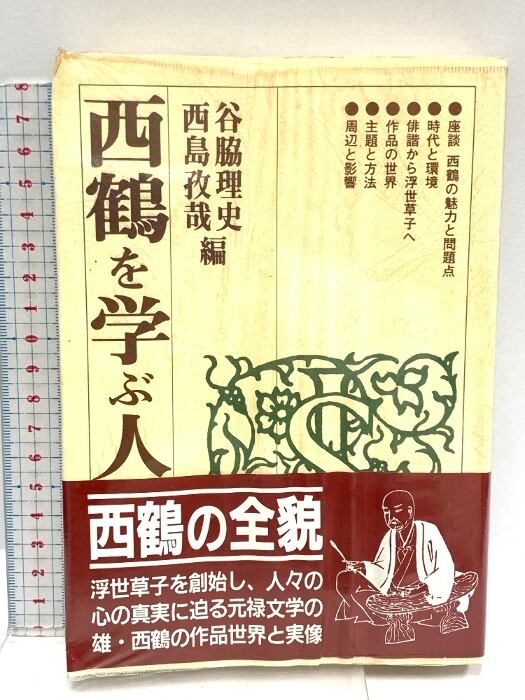 ● 座談 西鶴の魅力と問題点
● 時代と環境
● 俳諧から浮世草子へ
● 作品の世界
● 主題と方法
● 周辺と影響
谷脇理史
西島孜哉 編
西鶴を学ぶ人
西鶴の全貌
浮世草子を創始し、人々の
心の真実に迫る元禄文学の
雄・西鶴の作品世界と実像